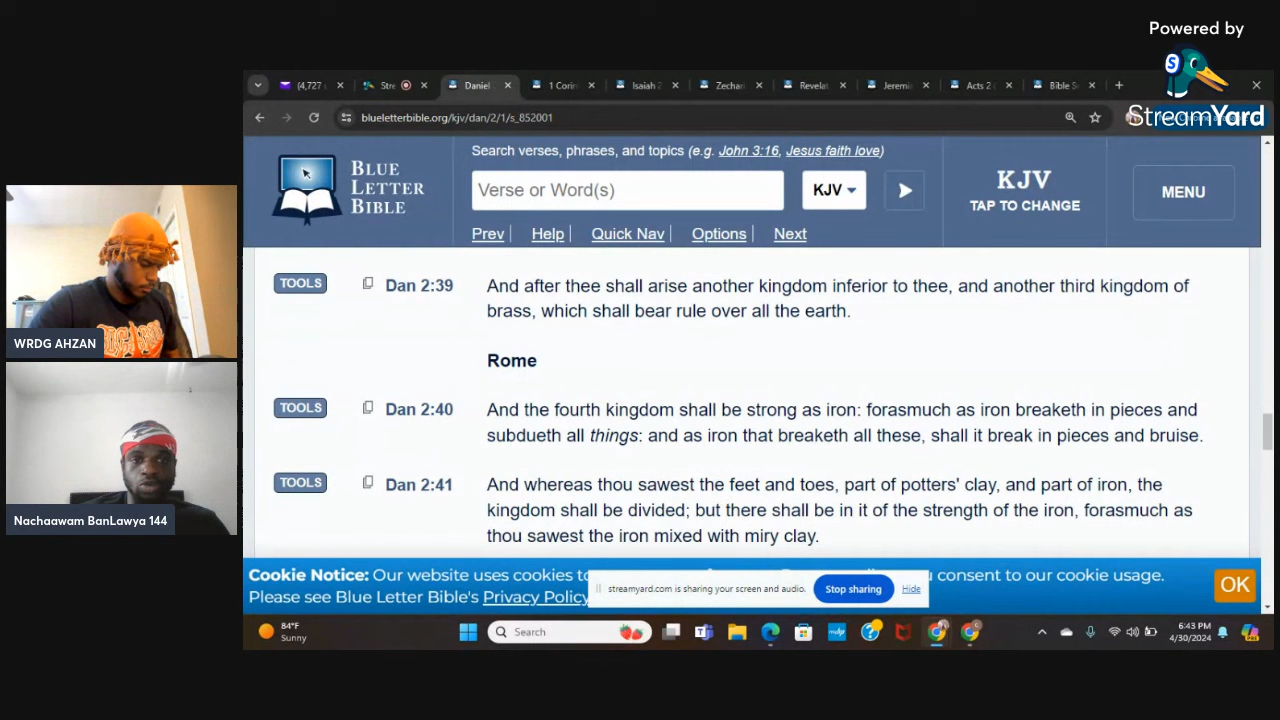 Powered by
StreamYard
(4,727
Stre
Daniel
1 Corin
Isaiah 2
Zechari
Revelat
Jeremi
Acts 2
Bible S
blueletterbible.org/kjv/dan/2/1/s_852001
BLUE
LETTER
BIBLE
Search verses, phrases, and topics (e.g. John 3:16, Jesus faith love)
Verse or Word(s)
KJV
KJV
TAP TO CHANGE
MENU
Prev
Help
Quick Nav
Options
Next
TOOLS
Dan 2:39
And after thee shall arise another kingdom inferior to thee, and another third kingdom of
brass, which shall bear rule over all the earth.
Rome
TOOLS
Dan 2:40
And the fourth kingdom shall be strong as iron: forasmuch as iron breaketh in pieces and
subdueth all things: and as iron that breaketh all these, shall it break in pieces and bruise.
TOOLS
Dan 2:41
And whereas thou sawest the feet and toes, part of potters' clay, and part of iron, the
kingdom shall be divided; but there shall be in it of the strength of the iron, forasmuch as
thou sawest the iron mixed with miry clay.
Cookie Notice: Our website uses cookies to
consent to our cookie usage.
Please see Blue Letter Bible's Privacy Policy
OK
streamyard.com is sharing your screen and audio.
Stop sharing
Hide
84°F
Sunny
Search
6:43 PM
4/30/2024
WRDG AHZAN
Nachaawam BanLawya 144